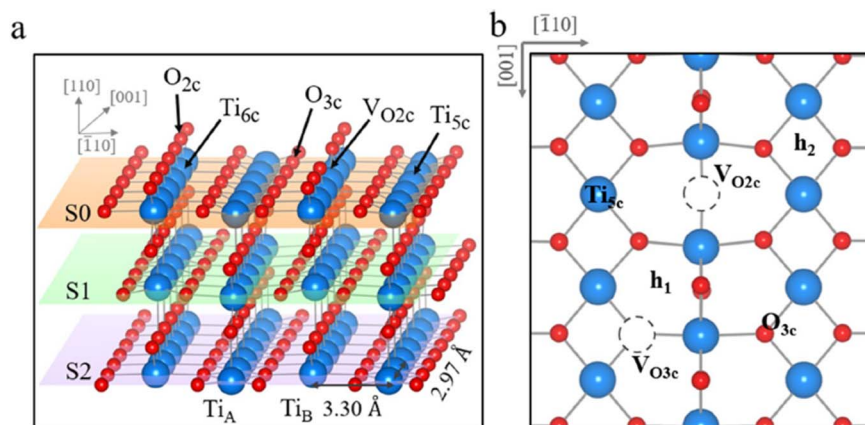 a
[110]
[001]
[1̅10]
O2c
Ti6c
O3c
VO2c
Ti5c
S0
S1
S2
TiA
TiB
3.30 Å
2.97 Å
b
[1̅10]
[001]
h2
VO2c
Ti5c
h1
O3c
VO3c